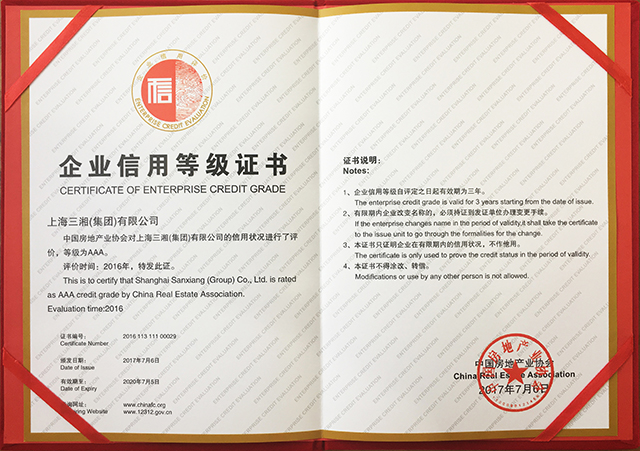 企业信用评价
信
ENTERPRISE CREDIT EVALUATION
企业信用等级证书
CERTIFICATE OF ENTERPRISE CREDIT GRADE
上海三湘(集团)有限公司
中国房地产业协会对上海三湘(集团)有限公司的信用状况进行了评
价，等级为AAA。
评价时间：2016年，特发此证。
This is to certify that Shanghai Sanxiang (Group) Co., Ltd. is rated
as AAA credit grade by China Real Estate Association.
Evaluation time:2016
证书编号： 2016 113 111 00029
Certificate Number
颁发日期： 2017年7月6日
Date of Issue
有效期至： 2020年7月5日
Date of Expiry
网址： www.chinafc.org
Website www.12312.gov.cn
证书说明：
Notes:
1、企业信用等级自评定之日起有效期为三年。
The enterprise credit grade is valid for 3 years starting from the date of issue.
2、有限期内企业改变名称的，必须持证到发证单位办理变更手续。
If the enterprise changes name in the period of validity,it shall take the certificate
to the issue unit to go through the formalities for the change.
3、本证书只证明企业在有限期内的信用状况，不作他用。
The certificate is only used to prove the credit status in the period of validity.
4、本证书不得涂改、转借。
Modifications or use by any other person is not allowed.
中国房地产业协会
China Real Estate Association
2017年7月6日